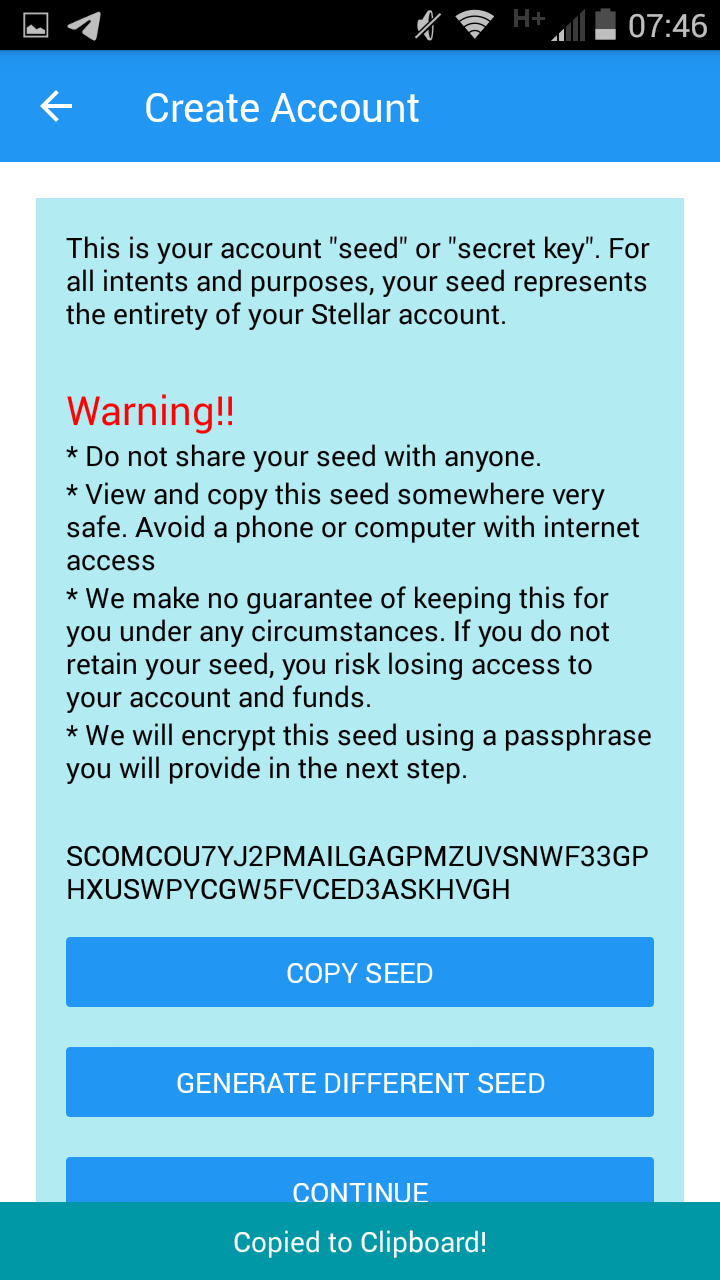 H+ 07:46
Create Account
This is your account "seed" or "secret key". For
all intents and purposes, your seed represents
the entirety of your Stellar account.
Warning!!
* Do not share your seed with anyone.
* View and copy this seed somewhere very
safe. Avoid a phone or computer with internet
access
* We make no guarantee of keeping this for
you under any circumstances. If you do not
retain your seed, you risk losing access to
your account and funds.
* We will encrypt this seed using a passphrase
you will provide in the next step.
SCOMCOU7YJ2PMAILGAGPMZUVSNWF33GP
HXUSWPYCGW5FVCED3ASKHVGH
COPY SEED
GENERATE DIFFERENT SEED
CONTINUE
Copied to Clipboard!